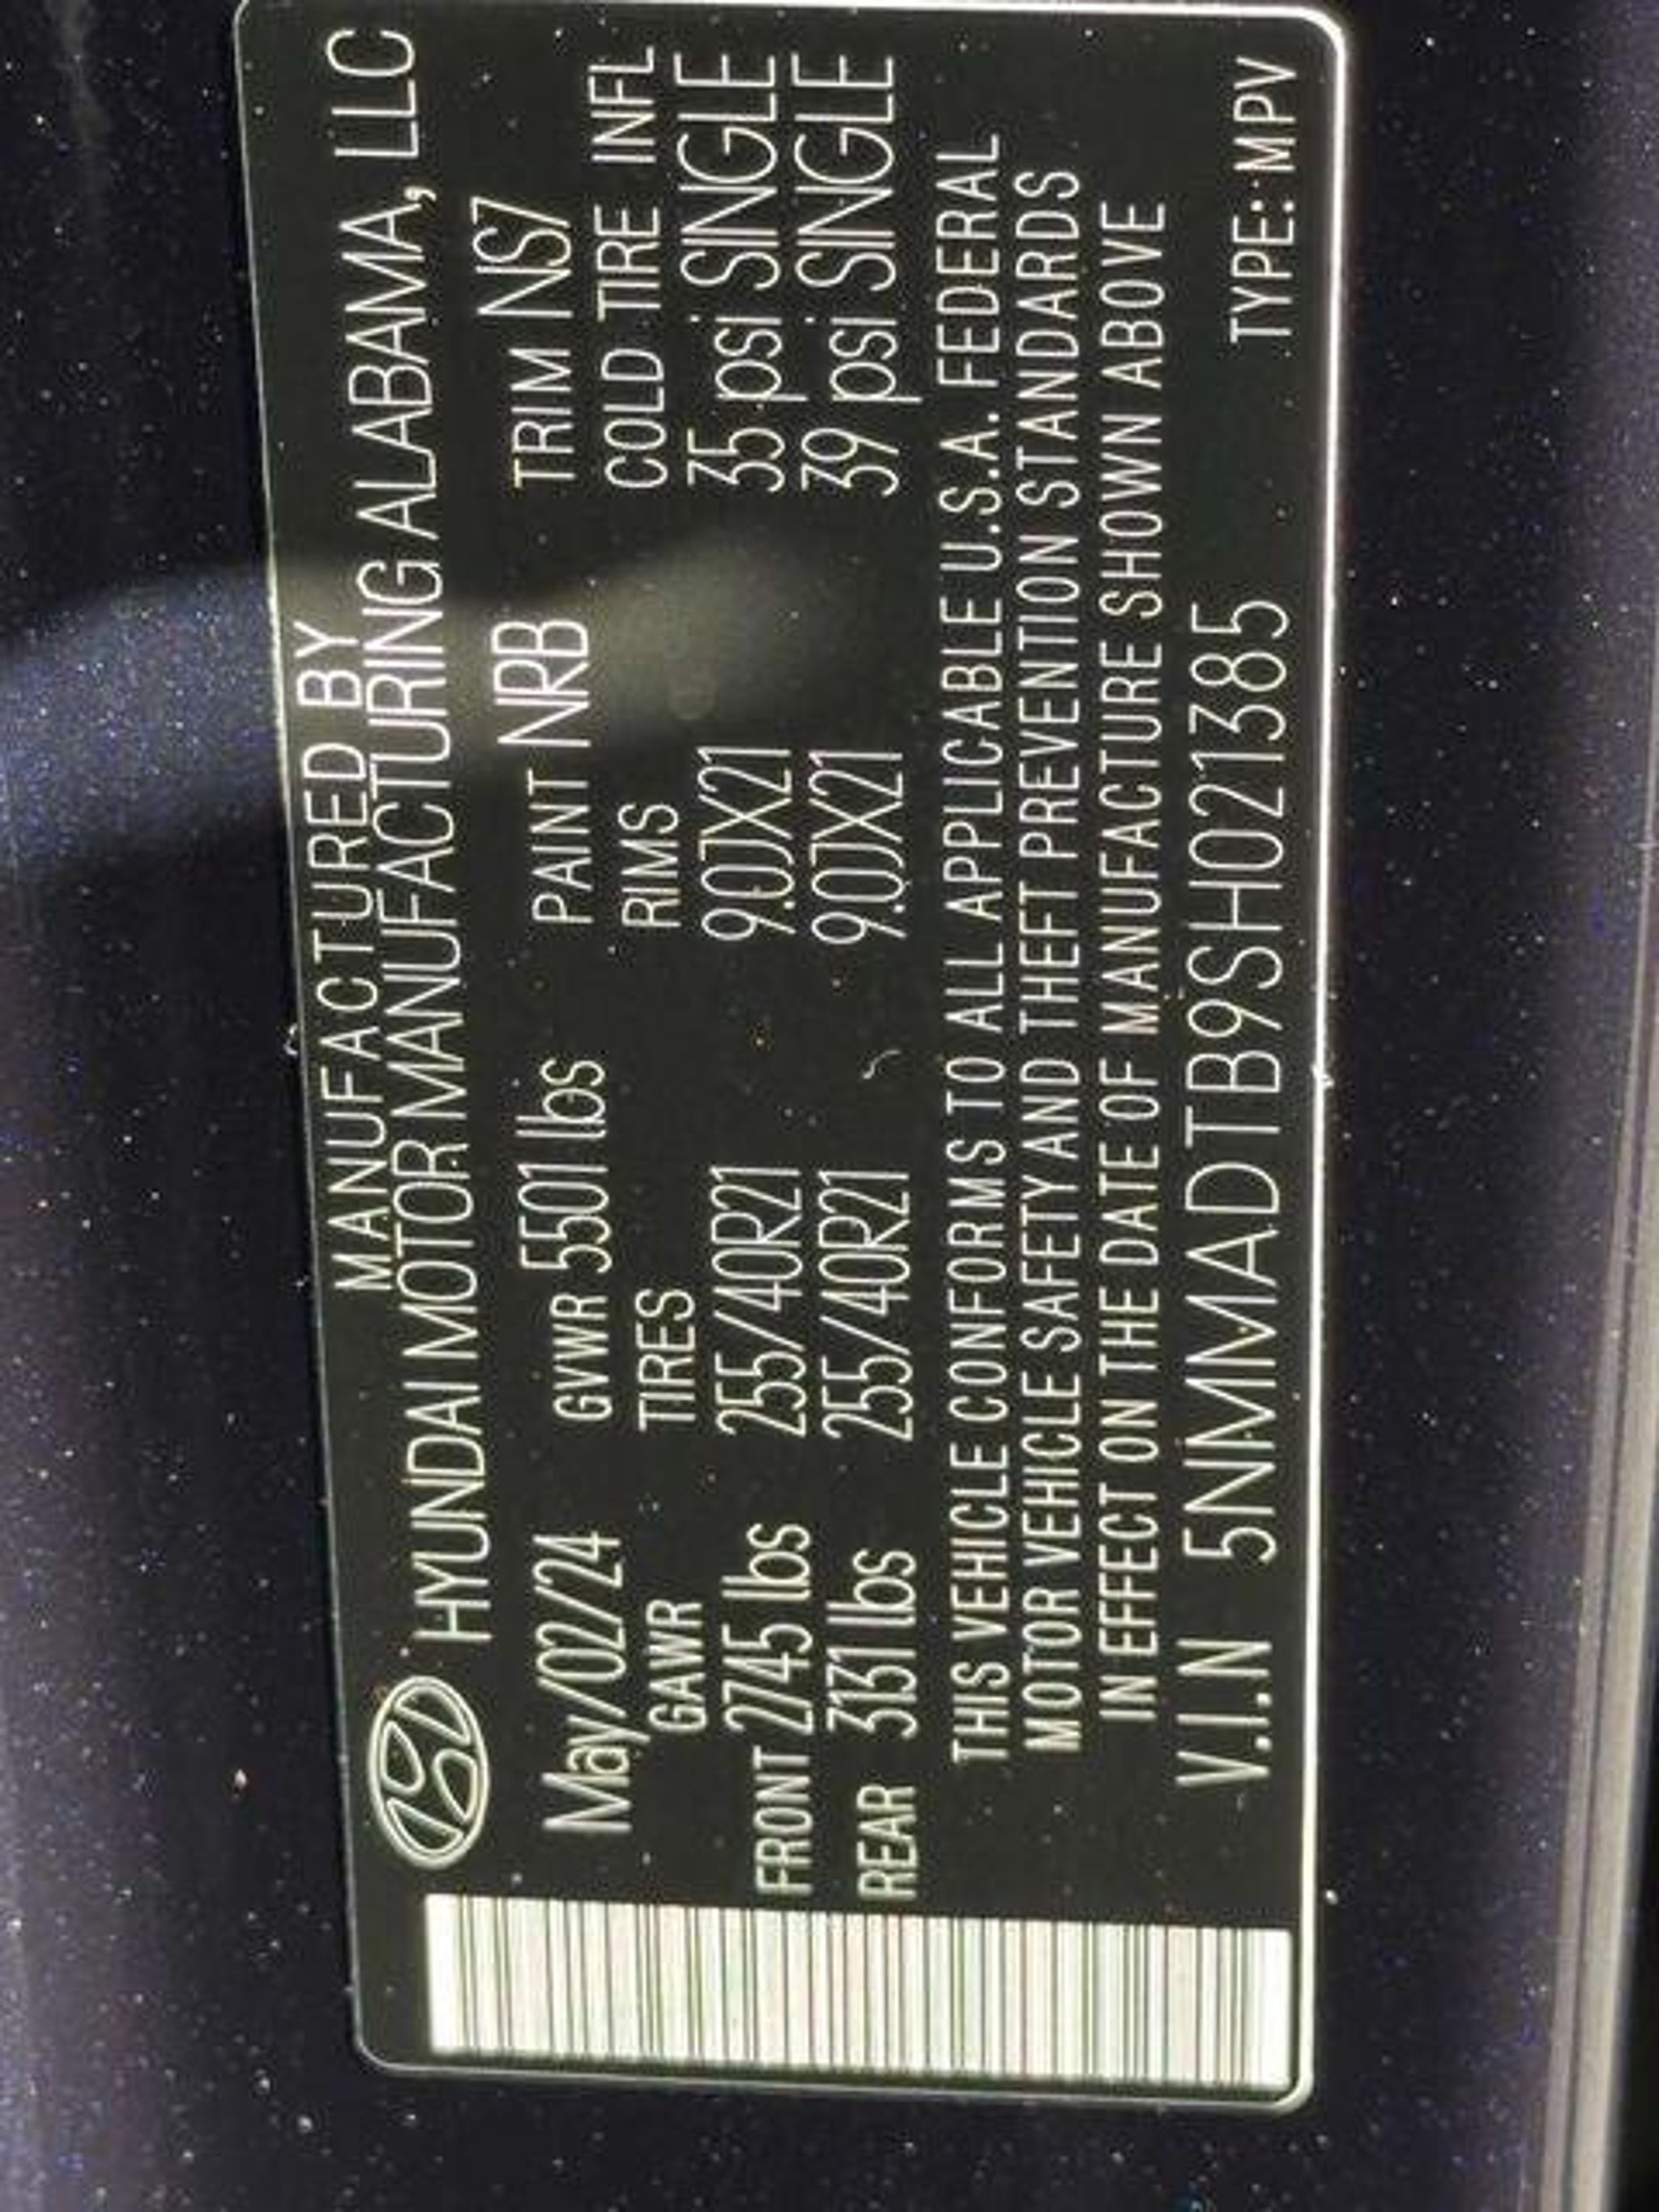 MANUFACTURED BY
HYUNDAI MOTOR MANUFACTURING ALABAMA, LLC
May/02/24 GVWR 5501 lbs PAINT NRB TRIM NS7
GAWR TIRES RIMS COLD TIRE INFL
FRONT 2745 lbs 255/40R21 9.0JX21 35 psi SINGLE
REAR 3131 lbs 255/40R21 9.0JX21 39 psi SINGLE
THIS VEHICLE CONFORMS TO ALL APPLICABLE U.S.A. FEDERAL
MOTOR VEHICLE SAFETY AND THEFT PREVENTION STANDARDS
IN EFFECT ON THE DATE OF MANUFACTURE SHOWN ABOVE
V.I.N 5NMMADTB9SH021385 TYPE:MPV